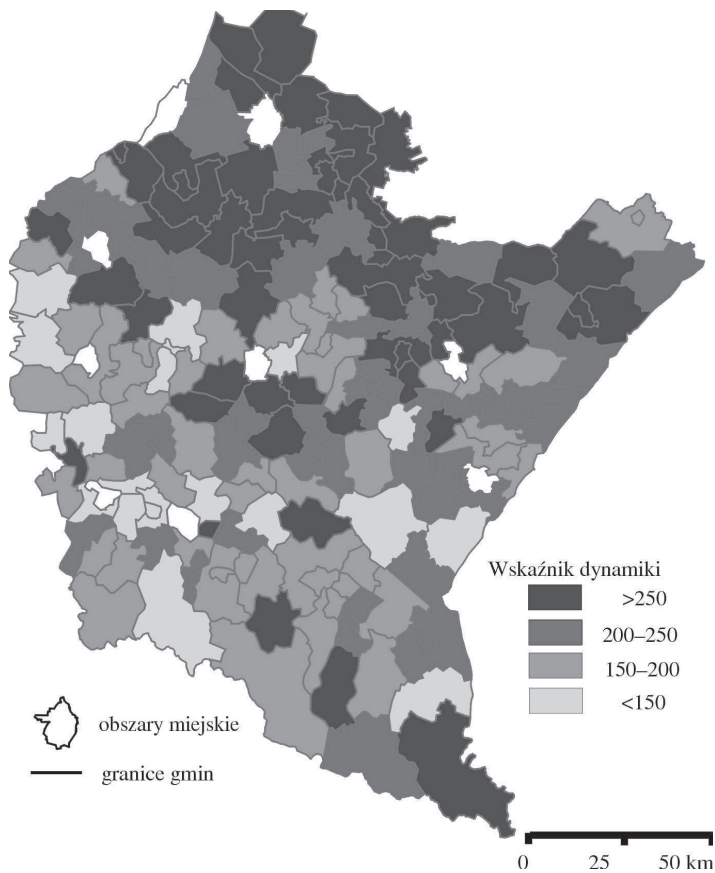 Wskaźnik dynamiki
>250
200–250
150–200
<150
obszary miejskie
granice gmin
0 25 50 km